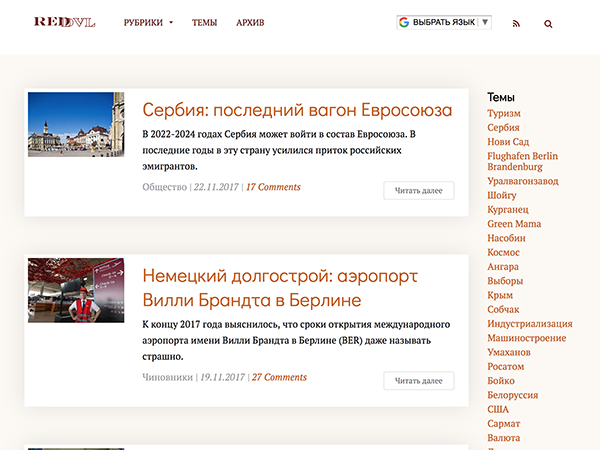 REDDVL
РУБРИКИ
ТЕМЫ
АРХИВ
ВЫБРАТЬ ЯЗЫК
Сербия: последний вагон Евросоюза
В 2022-2024 годах Сербия может войти в состав Евросоюза. В
последние годы в эту страну усилился приток российских
эмигрантов.
Общество | 22.11.2017 | 17 Comments
Читать далее
Немецкий долгострой: аэропорт
Вилли Брандта в Берлине
К концу 2017 года выяснилось, что сроки открытия международного
аэропорта имени Вилли Брандта в Берлине (BER) даже называть
страшно.
Чиновники | 19.11.2017 | 27 Comments
Читать далее
Темы
Туризм
Сербия
Нови Сад
Flughafen Berlin
Brandenburg
Уралвагонзавод
Шойгу
Курганец
Green Mama
Насобин
Космос
Ангара
Выборы
Крым
Собчак
Индустриализация
Машиностроение
Умаханов
Росатом
Бойко
Белоруссия
США
Сармат
Валюта